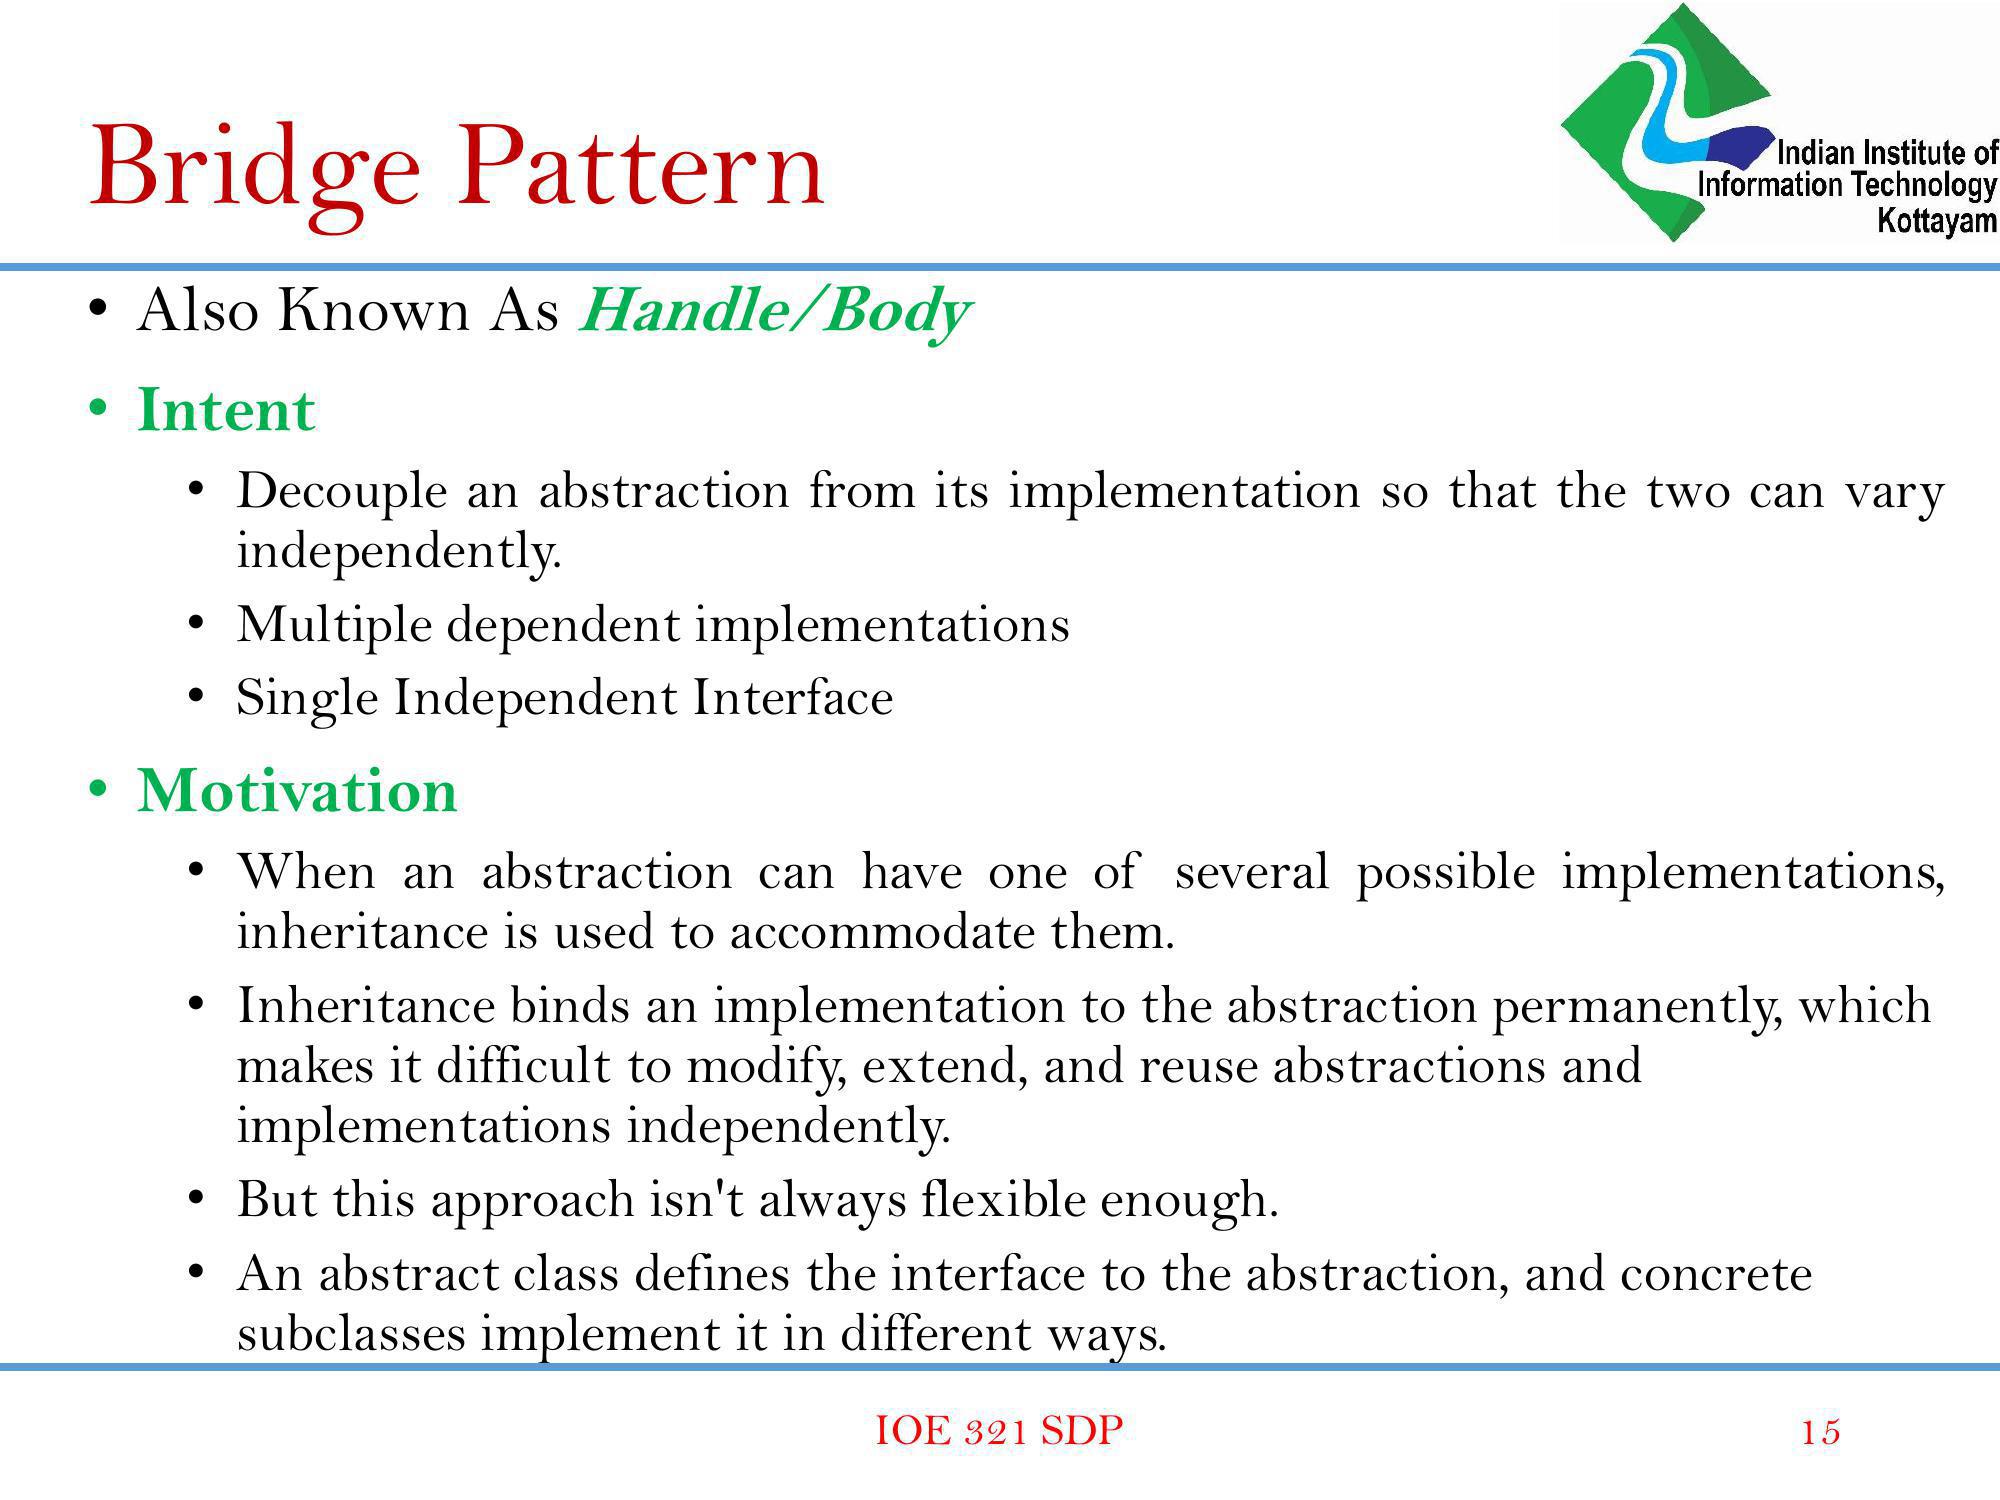 Indian Institute of
Information Technology
Kottayam
Bridge Pattern
• Also Known As Handle/Body
• Intent
• Decouple an abstraction from its implementation so that the two can vary
independently.
• Multiple dependent implementations
• Single Independent Interface
• Motivation
• When an abstraction can have one of several possible implementations,
inheritance is used to accommodate them.
• Inheritance binds an implementation to the abstraction permanently, which
makes it difficult to modify, extend, and reuse abstractions and
implementations independently.
• But this approach isn't always flexible enough.
• An abstract class defines the interface to the abstraction, and concrete
subclasses implement it in different ways.
IOE 321 SDP
15